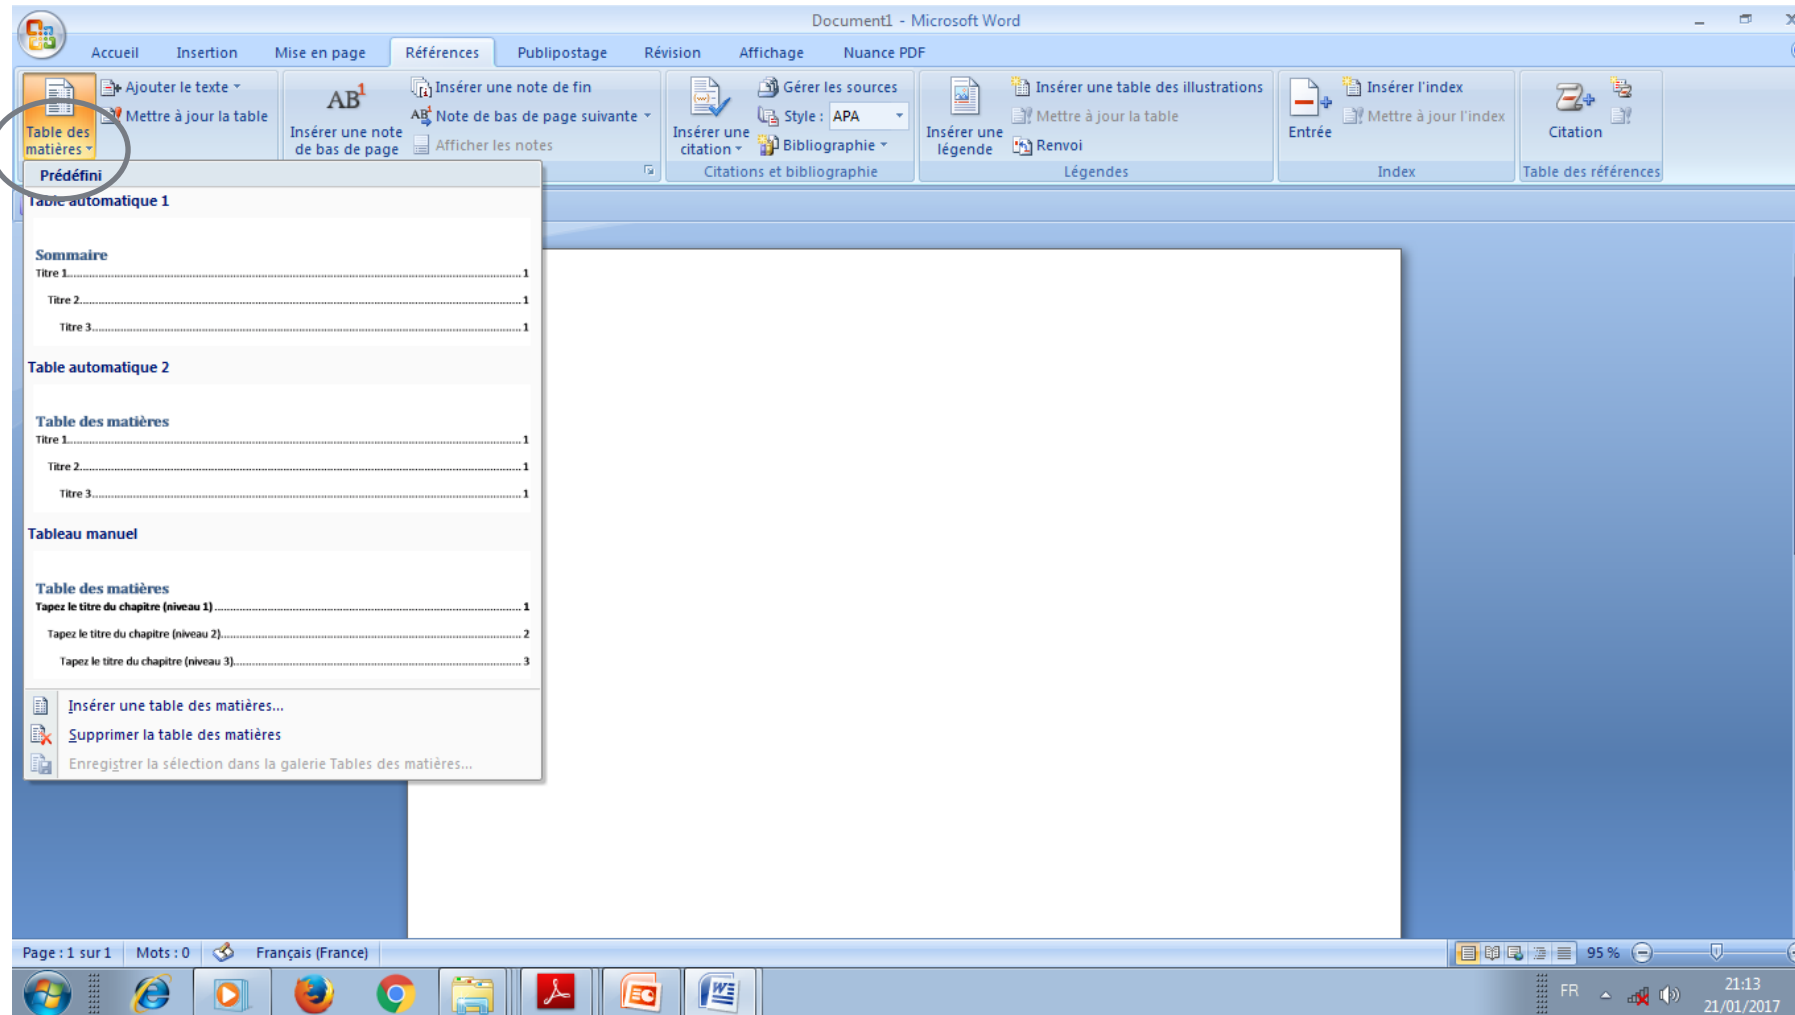 Document1 - Microsoft Word
Accueil Insertion Mise en page Références Publipostage Révision Affichage Nuance PDF
Table des
matières
Ajouter le texte
Mettre à jour la table
AB1
Insérer une note
de bas de page
Insérer une note de fin
AB1 Note de bas de page suivante
Afficher les notes
Insérer une
citation
Gérer les sources
Style : APA
Bibliographie
Citations et bibliographie
Insérer une
légende
Insérer une table des illustrations
Mettre à jour la table
Renvoi
Légendes
Entrée
Insérer l'index
Mettre à jour l'index
Index
Citation
Table des références
Prédéfini
Table automatique 1
Sommaire
Titre 1 1
Titre 2 1
Titre 3 1
Table automatique 2
Table des matières
Titre 1 1
Titre 2 1
Titre 3 1
Tableau manuel
Table des matières
Tapez le titre du chapitre (niveau 1) 1
Tapez le titre du chapitre (niveau 2) 2
Tapez le titre du chapitre (niveau 3) 3
Insérer une table des matières...
Supprimer la table des matières
Enregistrer la sélection dans la galerie Tables des matières...
Page : 1 sur 1 Mots : 0 Français (France) 95 %
FR 21:13
21/01/2017